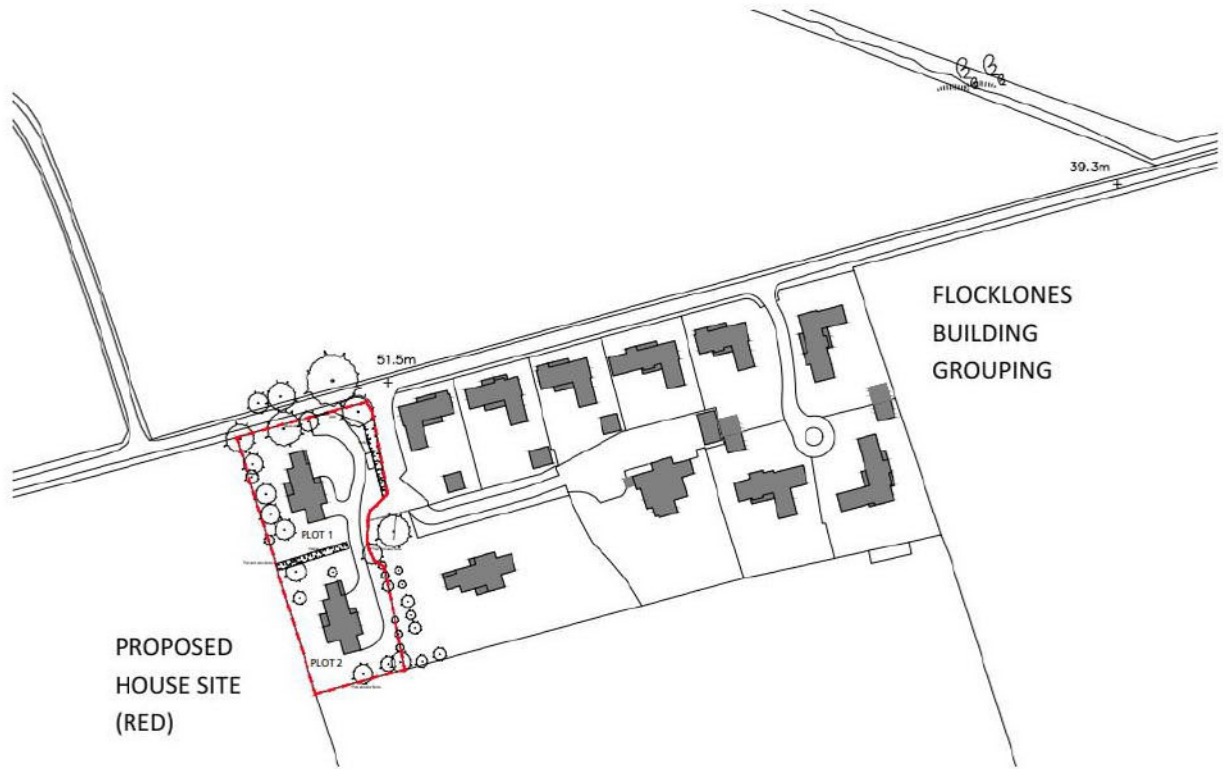 39.3m
FLOCKLONES
BUILDING
GROUPING
51.5m
PLOT 1
PLOT 2
PROPOSED
HOUSE SITE
(RED)